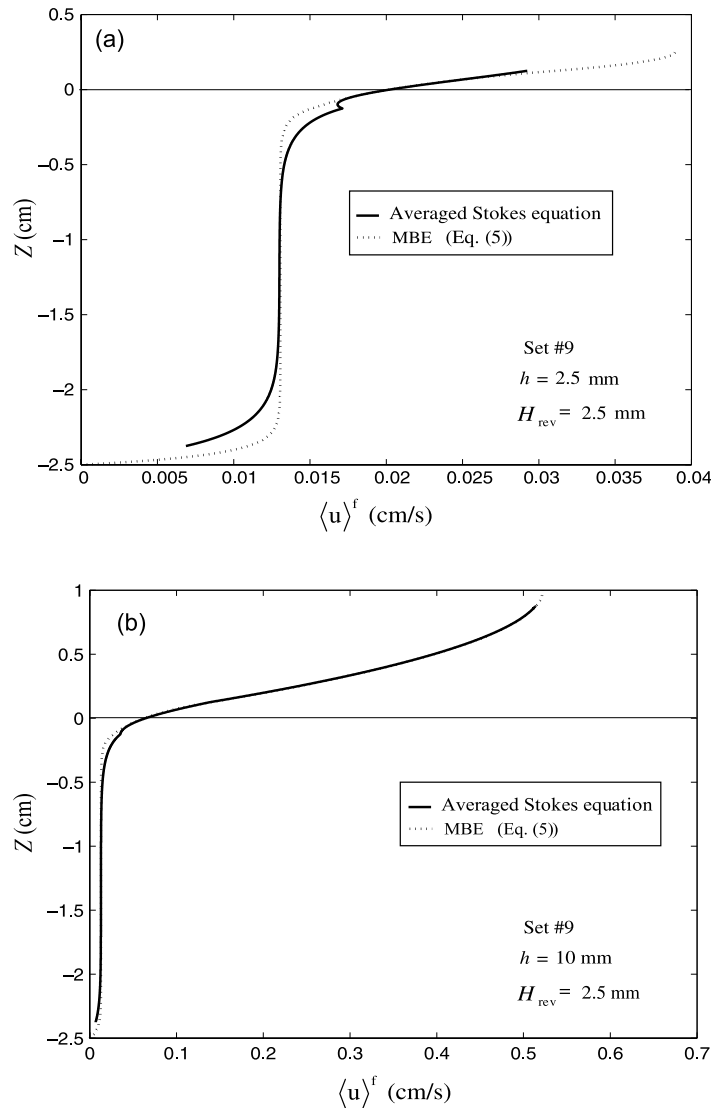 (a)
0.5
0
−0.5
−1
−1.5
−2
−2.5
Z (cm)
Averaged Stokes equation
MBE (Eq. (5))
Set #9
h = 2.5 mm
H_rev = 2.5 mm
0 0.005 0.01 0.015 0.02 0.025 0.03 0.035 0.04
⟨u⟩^f (cm/s)
(b)
1
0.5
0
−0.5
−1
−1.5
−2
−2.5
Z (cm)
Averaged Stokes equation
MBE (Eq. (5))
Set #9
h = 10 mm
H_rev = 2.5 mm
0 0.1 0.2 0.3 0.4 0.5 0.6 0.7
⟨u⟩^f (cm/s)